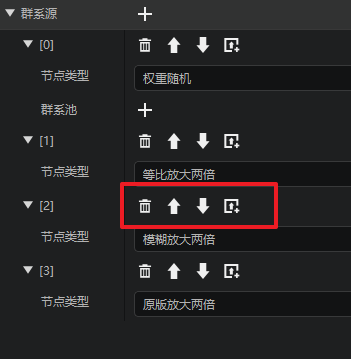 群系源
[0]
节点类型 权重随机
群系池
[1]
节点类型 等比放大两倍
[2]
节点类型 模糊放大两倍
[3]
节点类型 原版放大两倍